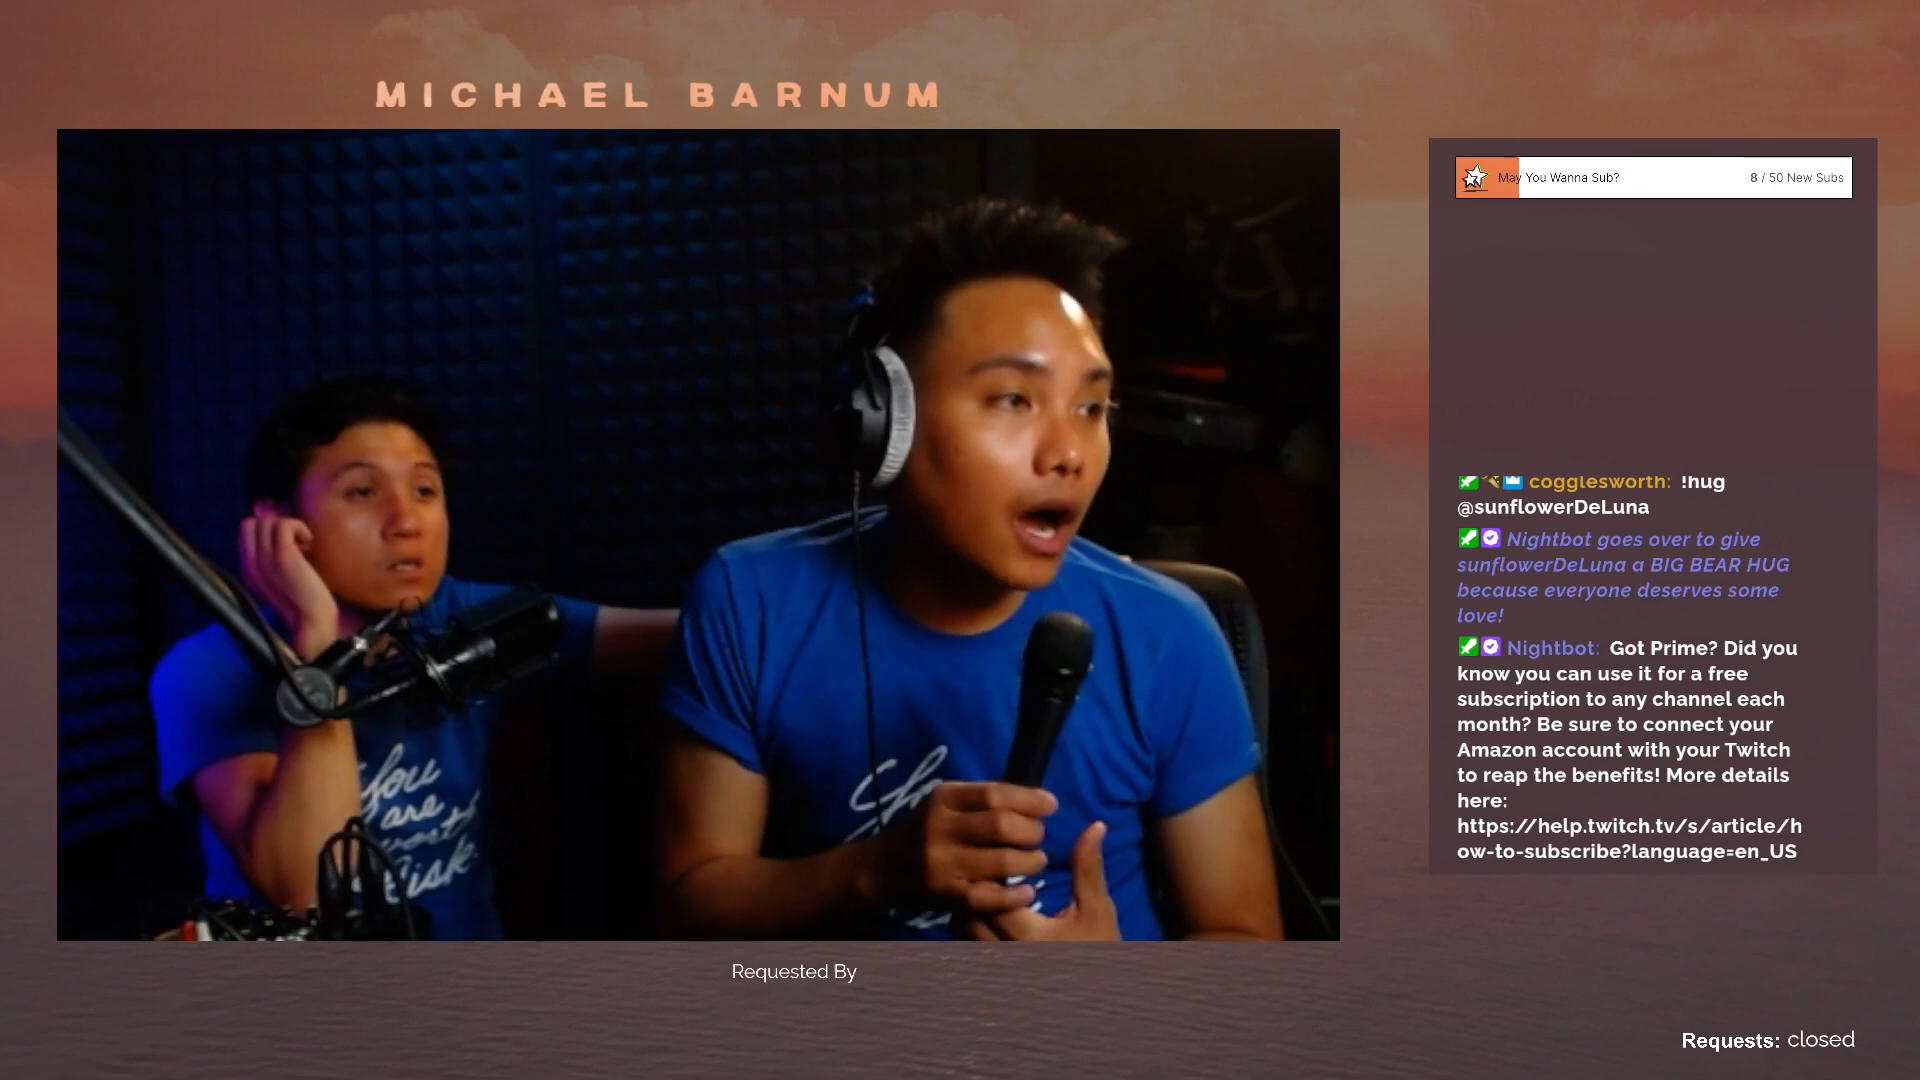 MICHAEL BARNUM
May You Wanna Sub? 8 / 50 New Subs
cogglesworth: !hug
@sunflowerDeLuna
Nightbot goes over to give
sunflowerDeLuna a BIG BEAR HUG
because everyone deserves some
love!
Nightbot: Got Prime? Did you
know you can use it for a free
subscription to any channel each
month? Be sure to connect your
Amazon account with your Twitch
to reap the benefits! More details
here:
https://help.twitch.tv/s/article/h
ow-to-subscribe?language=en_US
You
are
Risk.
Requested By
Requests: closed